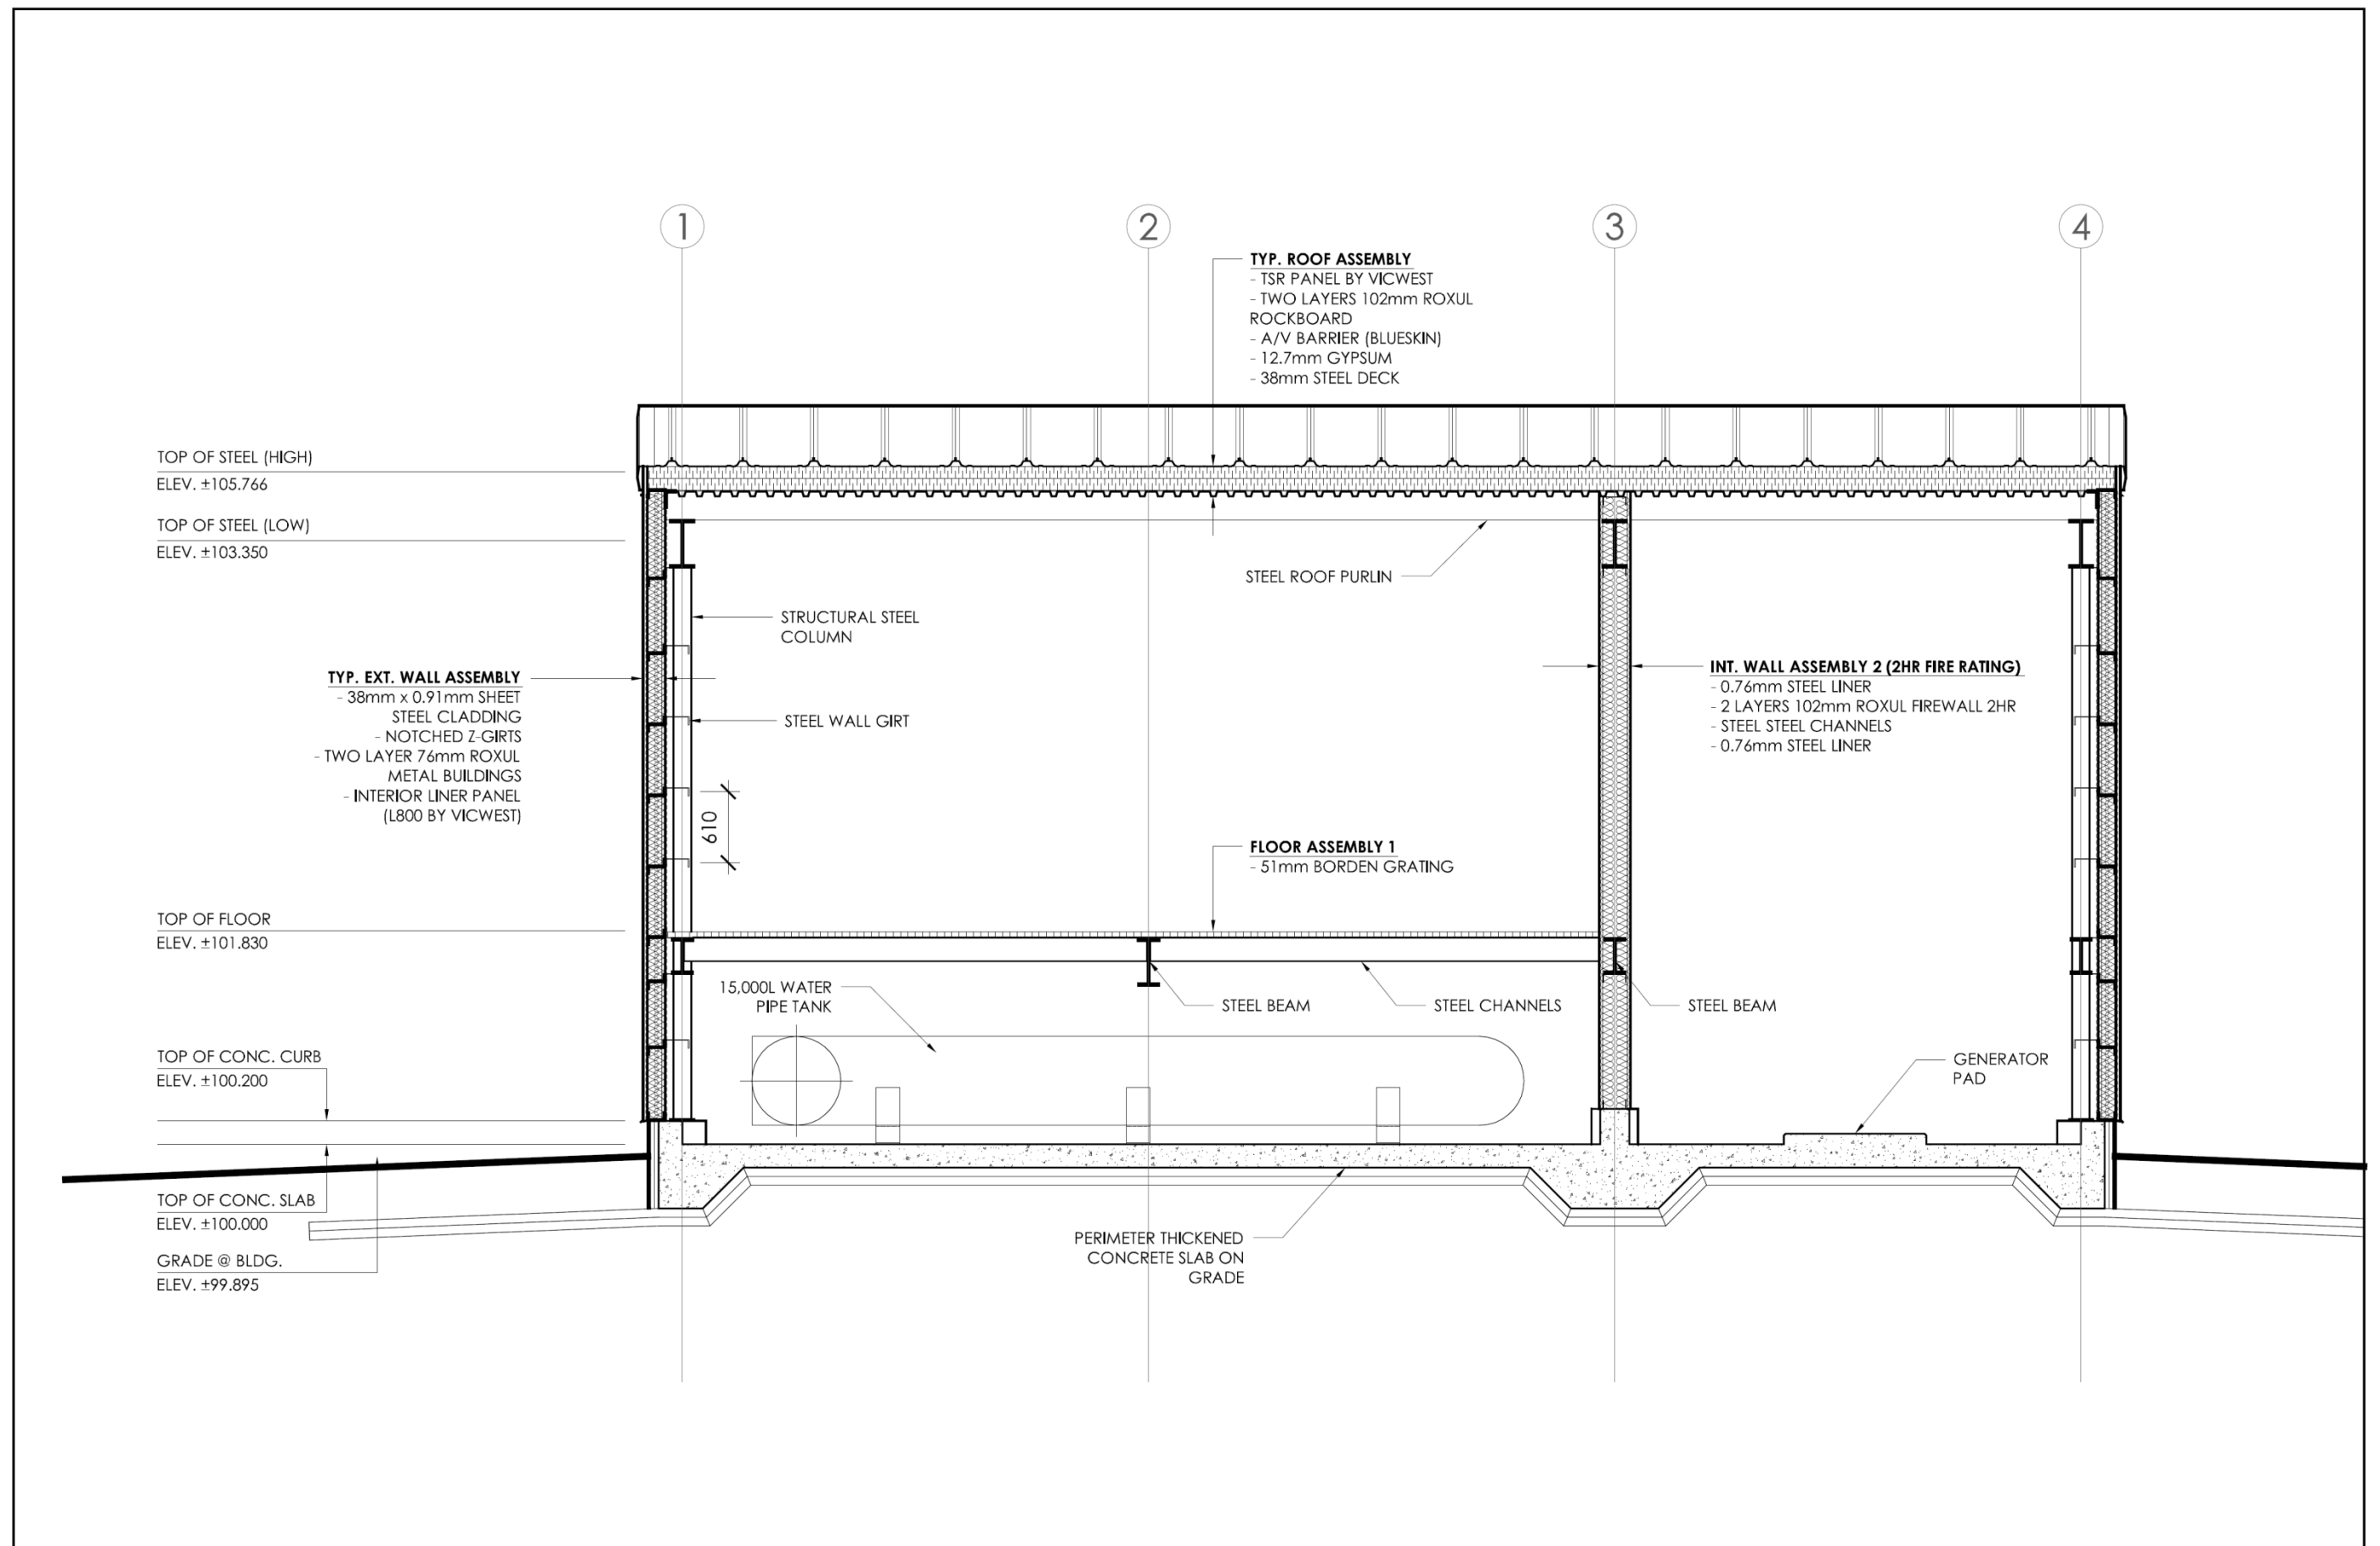 1
2
3
4
TYP. ROOF ASSEMBLY
- TSR PANEL BY VICWEST
- TWO LAYERS 102mm ROXUL
ROCKBOARD
- A/V BARRIER (BLUESKIN)
- 12.7mm GYPSUM
- 38mm STEEL DECK
TOP OF STEEL (HIGH)
ELEV. ±105.766
TOP OF STEEL (LOW)
ELEV. ±103.350
STEEL ROOF PURLIN
STRUCTURAL STEEL
COLUMN
TYP. EXT. WALL ASSEMBLY
- 38mm x 0.91mm SHEET
STEEL CLADDING
- NOTCHED Z-GIRTS
- TWO LAYER 76mm ROXUL
METAL BUILDINGS
- INTERIOR LINER PANEL
(L800 BY VICWEST)
STEEL WALL GIRT
INT. WALL ASSEMBLY 2 (2HR FIRE RATING)
- 0.76mm STEEL LINER
- 2 LAYERS 102mm ROXUL FIREWALL 2HR
- STEEL STEEL CHANNELS
- 0.76mm STEEL LINER
610
FLOOR ASSEMBLY 1
- 51mm BORDEN GRATING
TOP OF FLOOR
ELEV. ±101.830
15,000L WATER
PIPE TANK
STEEL BEAM
STEEL CHANNELS
STEEL BEAM
TOP OF CONC. CURB
ELEV. ±100.200
GENERATOR
PAD
TOP OF CONC. SLAB
ELEV. ±100.000
GRADE @ BLDG.
ELEV. ±99.895
PERIMETER THICKENED
CONCRETE SLAB ON
GRADE